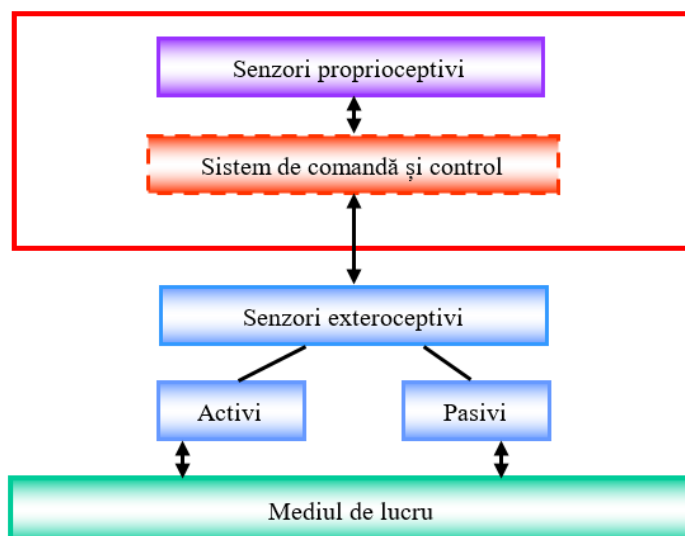 Senzori proprioceptivi
Sistem de comandă și control
Senzori exteroceptivi
Activi
Pasivi
Mediul de lucru